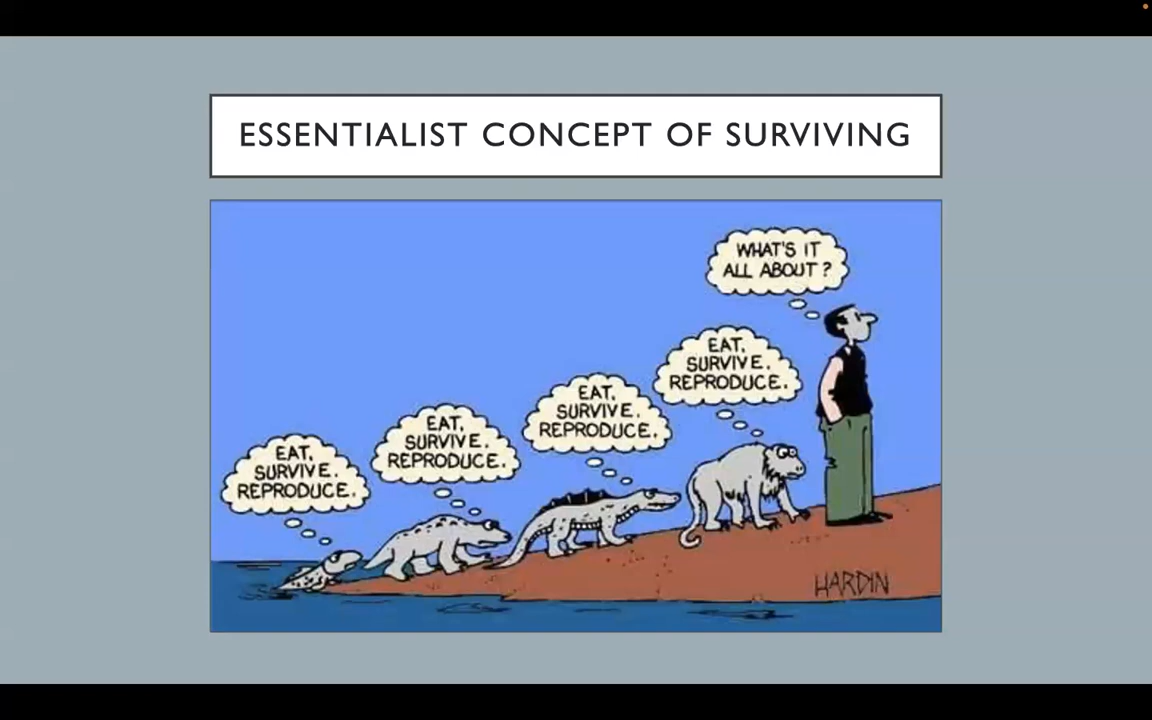 ESSENTIALIST CONCEPT OF SURVIVING
WHAT'S IT
ALL ABOUT?
EAT,
SURVIVE.
REPRODUCE.
EAT,
SURVIVE.
REPRODUCE.
EAT,
SURVIVE.
REPRODUCE.
EAT,
SURVIVE.
REPRODUCE.
HARDIN